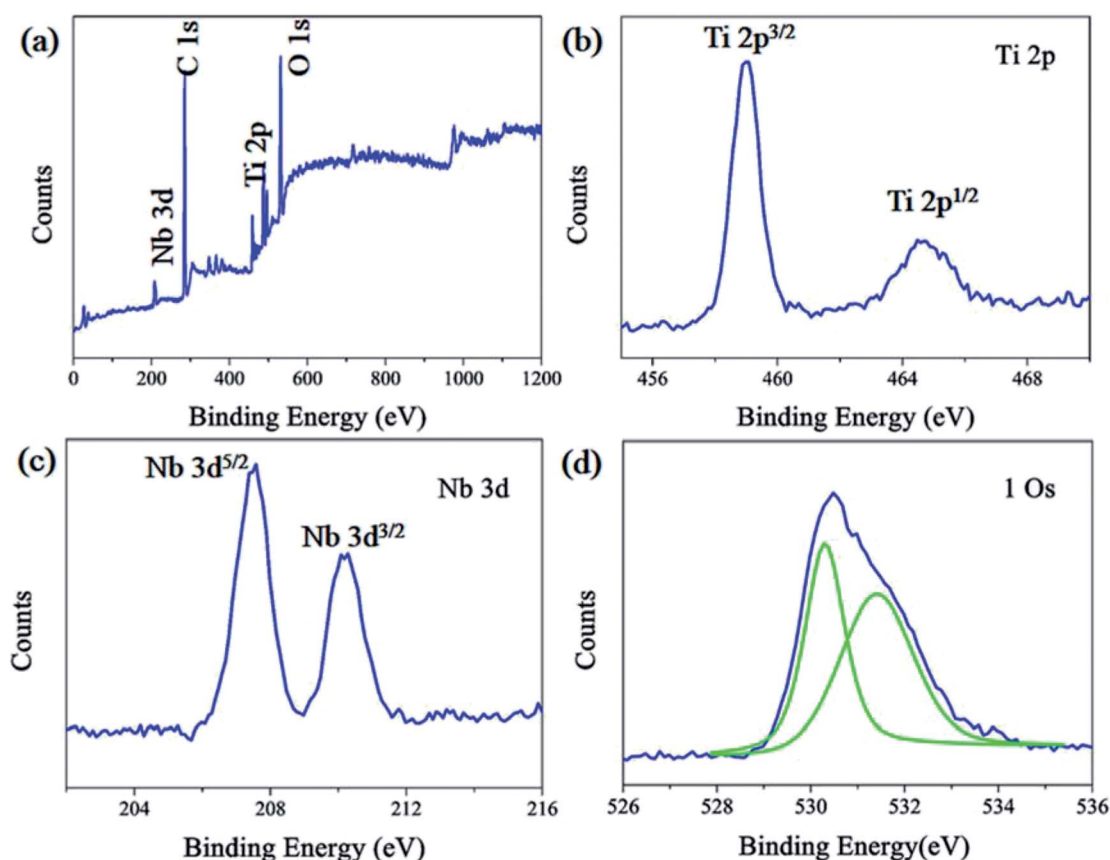 (a)
C 1s
O 1s
Ti 2p
Nb 3d
Counts
0 200 400 600 800 1000 1200
Binding Energy (eV)
(b)
Ti 2p3/2
Ti 2p
Ti 2p1/2
Counts
456 460 464 468
Binding Energy (eV)
(c)
Nb 3d5/2
Nb 3d
Nb 3d3/2
Counts
204 208 212 216
Binding Energy (eV)
(d)
1 Os
Counts
526 528 530 532 534 536
Binding Energy(eV)